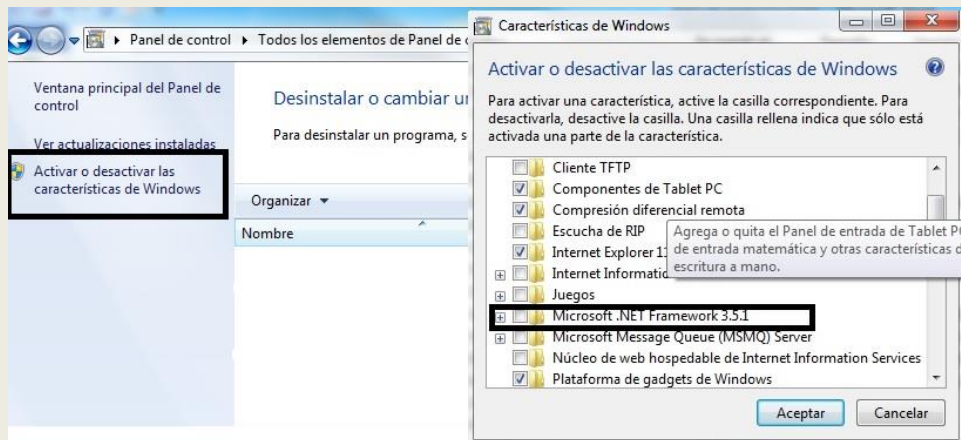 Panel de control ▸ Todos los elementos de Panel de
Ventana principal del Panel de
control
Ver actualizaciones instaladas
Activar o desactivar las
características de Windows
Desinstalar o cambiar
Para desinstalar un programa, s
Organizar
Nombre
Características de Windows
Activar o desactivar las características de Windows
Para activar una característica, active la casilla correspondiente. Para
desactivarla, desactive la casilla. Una casilla rellena indica que sólo está
activada una parte de la característica.
Cliente TFTP
Componentes de Tablet PC
Compresión diferencial remota
Escucha de RIP
Internet Explorer 11
Internet Informatio
Agrega o quita el Panel de entrada de Tablet PC
de entrada matemática y otras características d
escritura a mano.
Juegos
Microsoft .NET Framework 3.5.1
Microsoft Message Queue (MSMQ) Server
Núcleo de web hospedable de Internet Information Services
Plataforma de gadgets de Windows
Aceptar
Cancelar